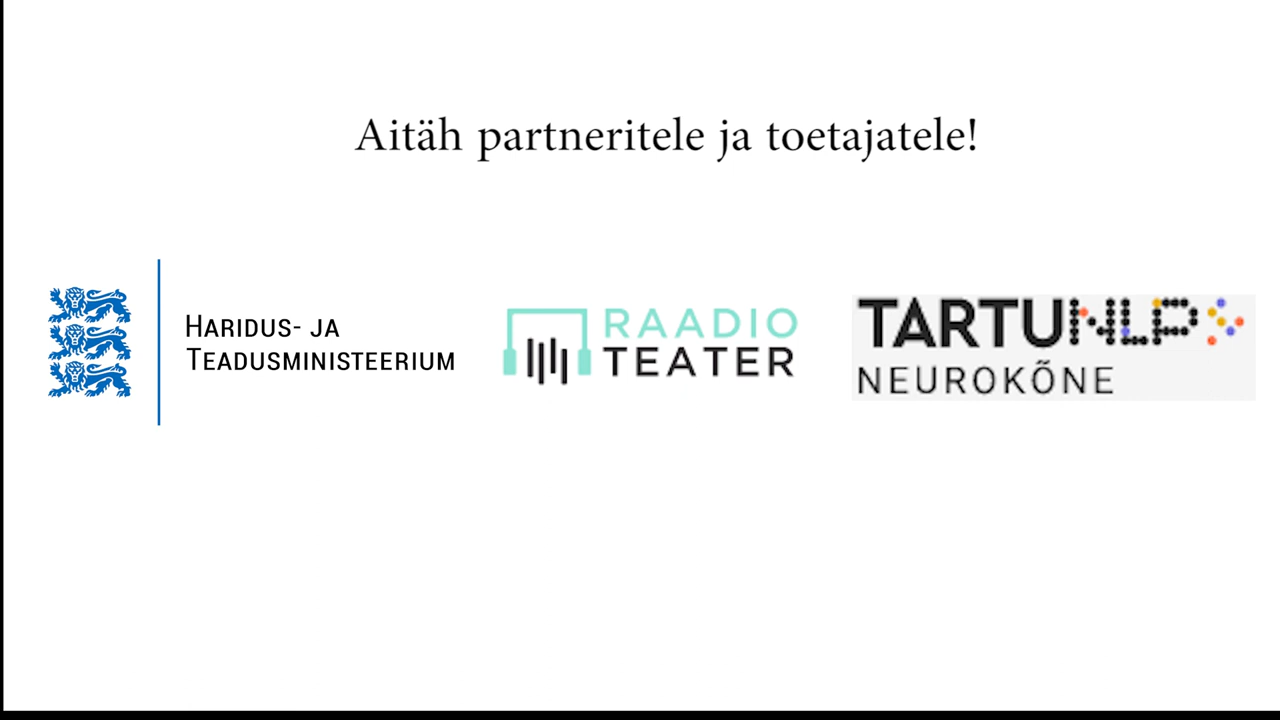 Aitäh partneritele ja toetajatele!
HARIDUS- JA
TEADUSMINISTEERIUM
RAADIO
TEATER
TARTUNLP
NEUROKÕNE